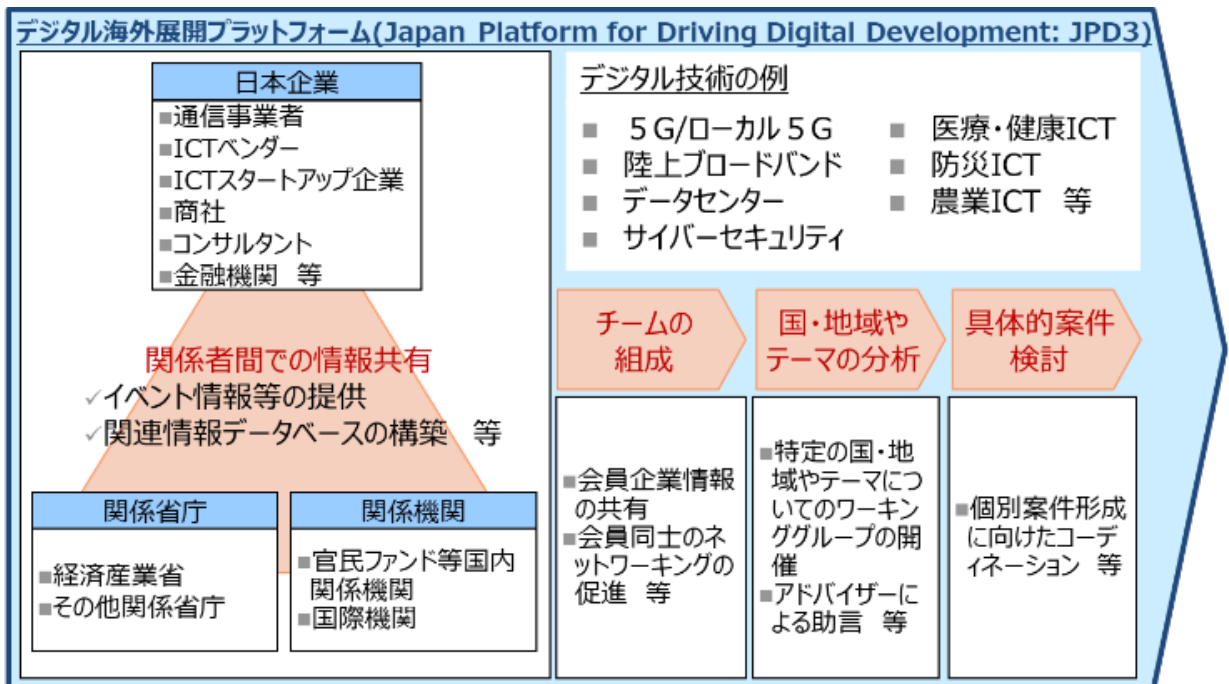 デジタル海外展開プラットフォーム(Japan Platform for Driving Digital Development: JPD3)
日本企業
■通信事業者
■ICTベンダー
■ICTスタートアップ企業
■商社
■コンサルタント
■金融機関 等
関係者間での情報共有
✓イベント情報等の提供
✓関連情報データベースの構築 等
関係省庁
■経済産業省
■その他関係省庁
関係機関
■官民ファンド等国内
関係機関
■国際機関
デジタル技術の例
■ 5G/ローカル5G
■ 陸上ブロードバンド
■ データセンター
■ サイバーセキュリティ
■ 医療・健康ICT
■ 防災ICT
■ 農業ICT 等
チームの
組成
■会員企業情報
の共有
■会員同士のネ
ットワーキングの
促進 等
国・地域や
テーマの分析
■特定の国・地
域やテーマにつ
いてのワーキン
ググループの開
催
■アドバイザーに
よる助言 等
具体的案件
検討
■個別案件形成
に向けたコーデ
ィネーション 等